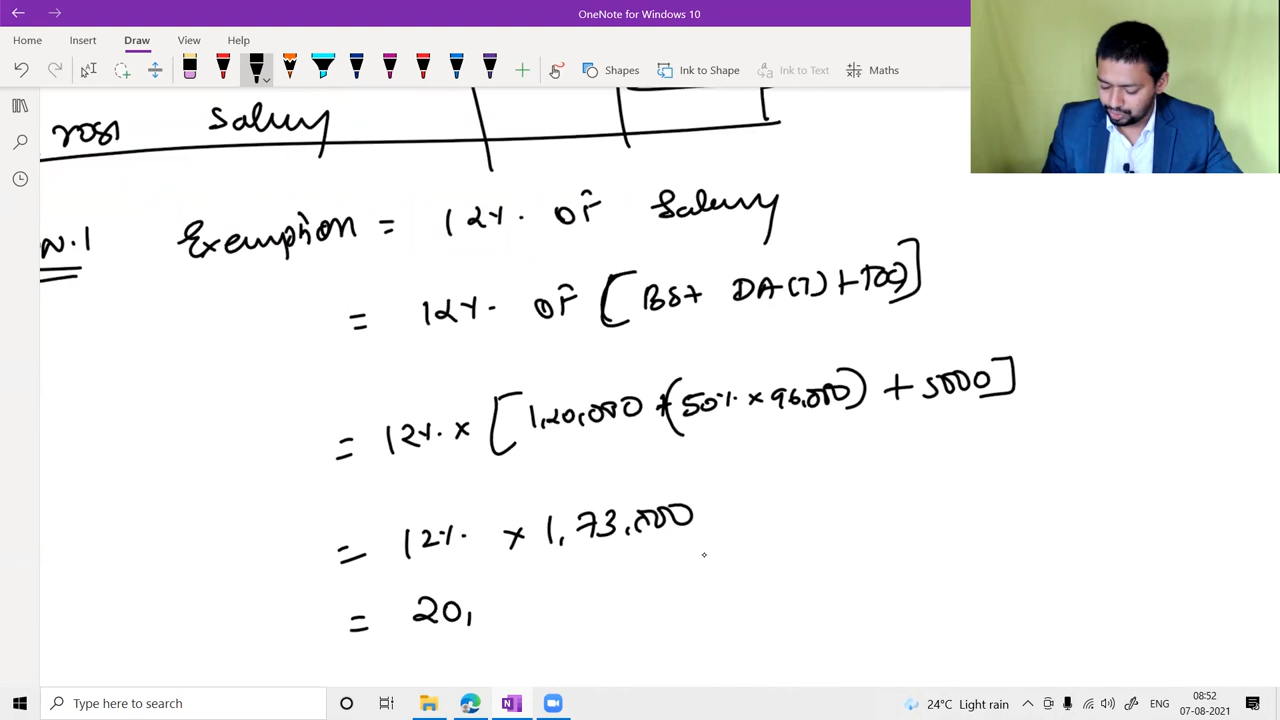 OneNote for Windows 10
Home Insert Draw View Help
Shapes Ink to Shape Ink to Text Maths
Salary
N.1 Exemption = 12% of Salary
= 12% of [BS+ DA(T)+TOC)]
= 12% × [1,20,000 +(50% × 96,000) + 5000]
= 12% × 1,73,000
= 20,
Type here to search
24°C Light rain
ENG
08:52
07-08-2021